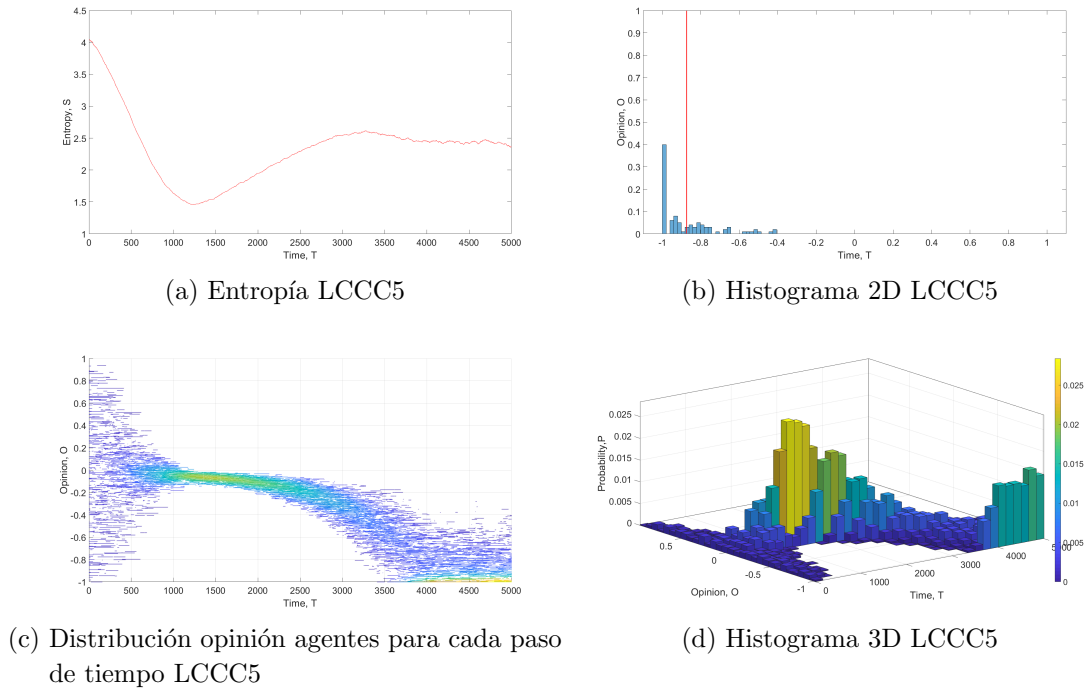 4.5
4
3.5
3
2.5
2
1.5
1
Entropy, S
0 500 1000 1500 2000 2500 3000 3500 4000 4500 5000
Time, T
(a) Entropía LCCC5
1
0.9
0.8
0.7
0.6
0.5
0.4
0.3
0.2
0.1
0
Opinion, O
-1 -0.8 -0.6 -0.4 -0.2 0 0.2 0.4 0.6 0.8 1
Time, T
(b) Histograma 2D LCCC5
1
0.8
0.6
0.4
0.2
0
-0.2
-0.4
-0.6
-0.8
-1
Opinion, O
0 500 1000 1500 2000 2500 3000 3500 4000 4500 5000
Time, T
(c) Distribución opinión agentes para cada paso
de tiempo LCCC5
0.025
0.02
0.015
0.01
0.005
0
Probability,P
0.5 0 -0.5 -1
Opinion, O
0 1000 2000 3000 4000
Time, T
0.025
0.02
0.015
0.01
0.005
0
(d) Histograma 3D LCCC5